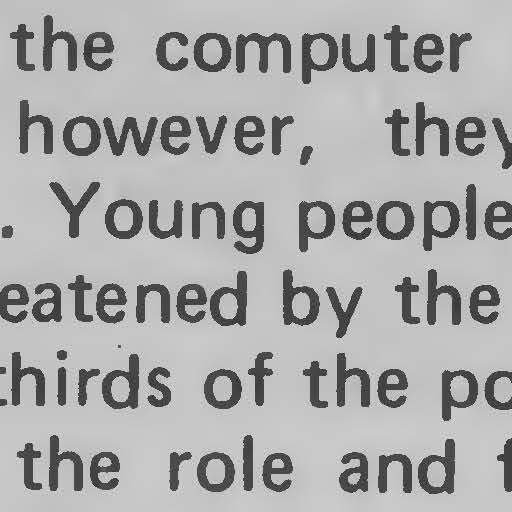 the computer
however, they
. Young people
eatened by the
thirds of the po
the role and f